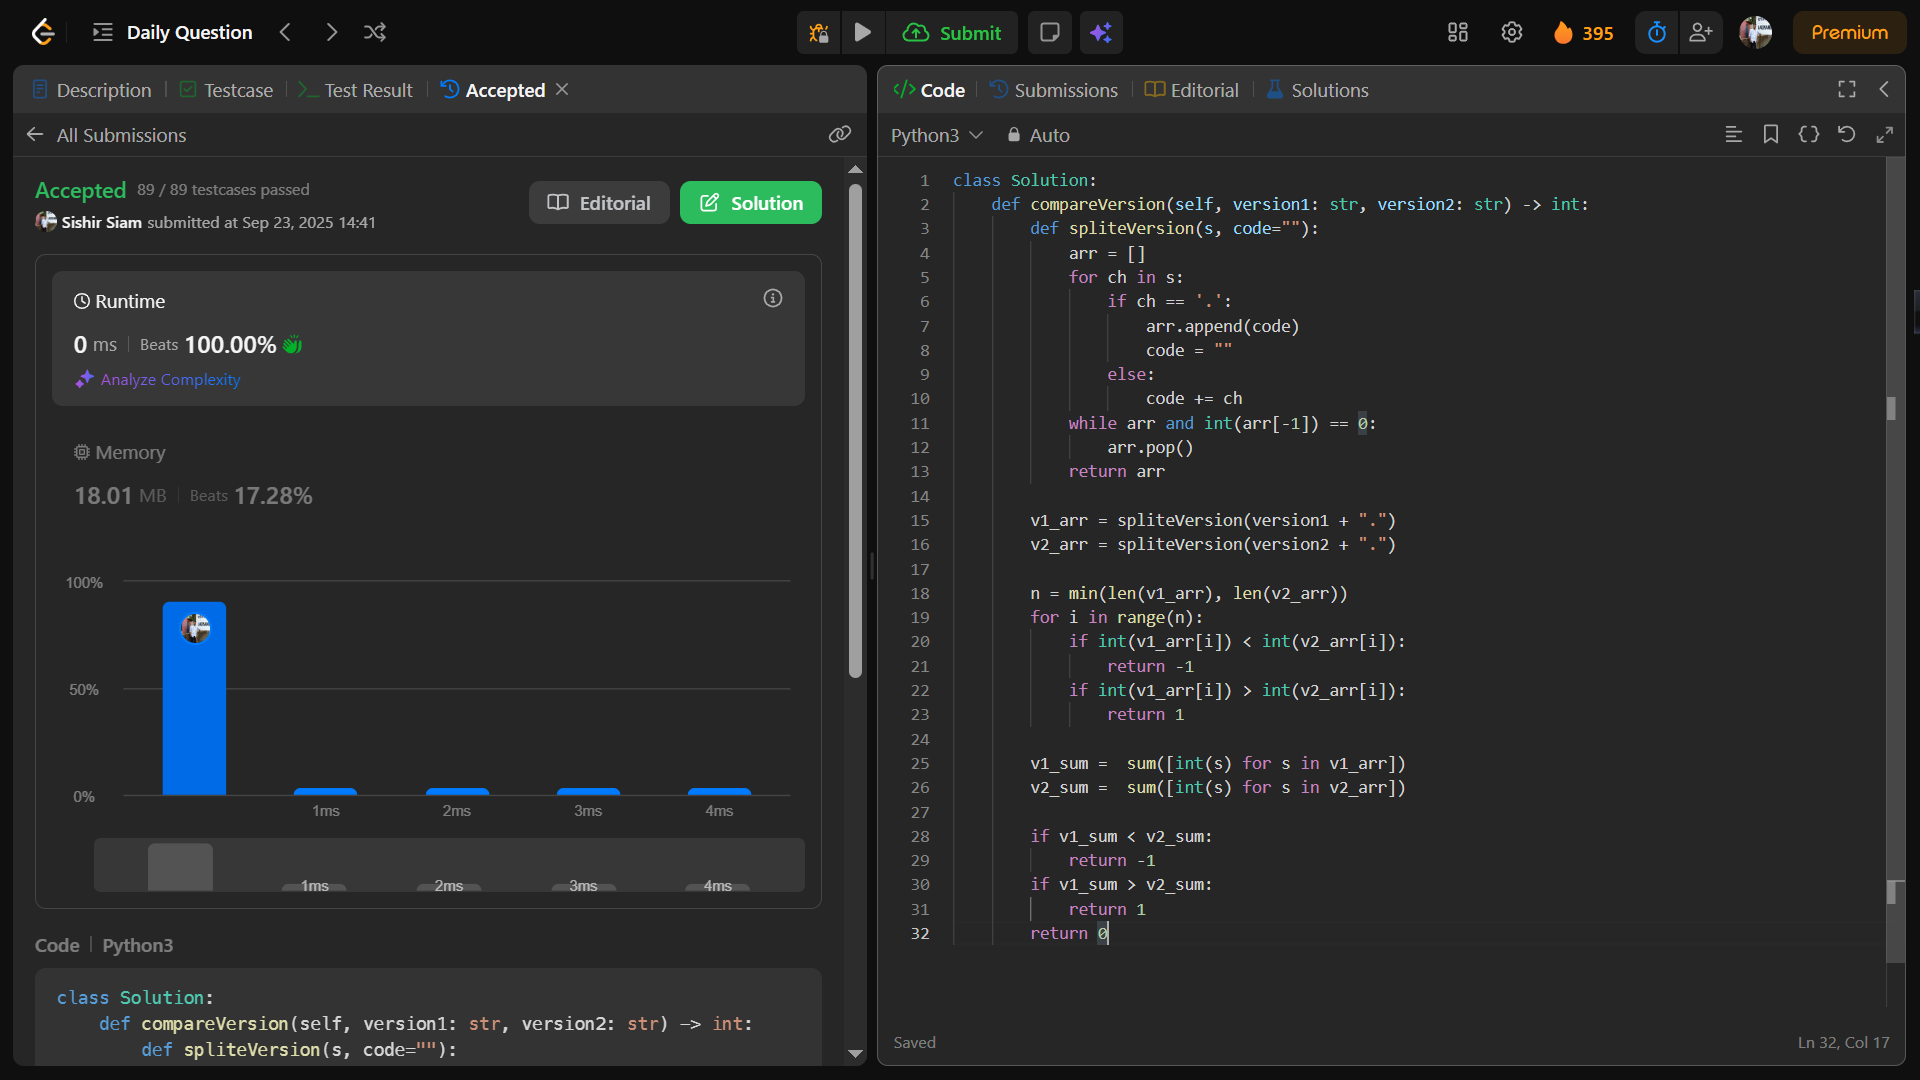 Daily Question
Submit
395
Premium
Description
Testcase
Test Result
Accepted
All Submissions
Accepted 89 / 89 testcases passed
Sishir Siam submitted at Sep 23, 2025 14:41
Editorial
Solution
Runtime
0 ms
Beats 100.00%
Analyze Complexity
Memory
18.01 MB
Beats 17.28%
100%
50%
0%
1ms
2ms
3ms
4ms
1ms
2ms
3ms
4ms
Code
Python3
class Solution:
    def compareVersion(self, version1: str, version2: str) -> int:
        def spliteVersion(s, code=""):
</> Code
Submissions
Editorial
Solutions
Python3
Auto
1 class Solution:
2     def compareVersion(self, version1: str, version2: str) -> int:
3         def spliteVersion(s, code=""):
4             arr = []
5             for ch in s:
6                 if ch == '.':
7                     arr.append(code)
8                     code = ""
9                 else:
10                     code += ch
11             while arr and int(arr[-1]) == 0:
12                 arr.pop()
13             return arr
14
15         v1_arr = spliteVersion(version1 + ".")
16         v2_arr = spliteVersion(version2 + ".")
17
18         n = min(len(v1_arr), len(v2_arr))
19         for i in range(n):
20             if int(v1_arr[i]) < int(v2_arr[i]):
21                 return -1
22             if int(v1_arr[i]) > int(v2_arr[i]):
23                 return 1
24
25         v1_sum =  sum([int(s) for s in v1_arr])
26         v2_sum =  sum([int(s) for s in v2_arr])
27
28         if v1_sum < v2_sum:
29             return -1
30         if v1_sum > v2_sum:
31             return 1
32         return 0
Saved
Ln 32, Col 17